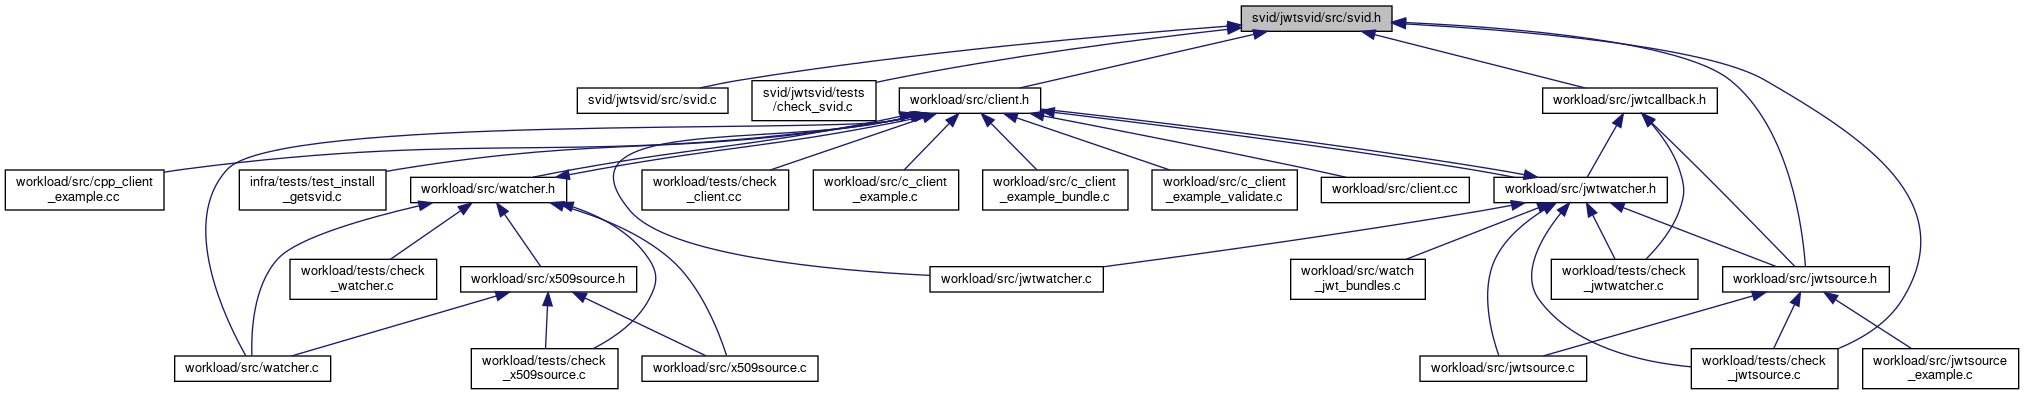 svid/jwtsvid/src/svid.h
svid/jwtsvid/src/svid.c
svid/jwtsvid/tests
/check_svid.c
workload/src/client.h
workload/src/jwtcallback.h
workload/src/cpp_client
_example.cc
infra/tests/test_install
_getsvid.c
workload/src/watcher.h
workload/tests/check
_client.cc
workload/src/c_client
_example.c
workload/src/c_client
_example_bundle.c
workload/src/c_client
_example_validate.c
workload/src/client.cc
workload/src/jwtwatcher.h
workload/tests/check
_watcher.c
workload/src/x509source.h
workload/src/jwtwatcher.c
workload/src/watch
_jwt_bundles.c
workload/tests/check
_jwtwatcher.c
workload/src/jwtsource.h
workload/src/watcher.c
workload/tests/check
_x509source.c
workload/src/x509source.c
workload/src/jwtsource.c
workload/tests/check
_jwtsource.c
workload/src/jwtsource
_example.c